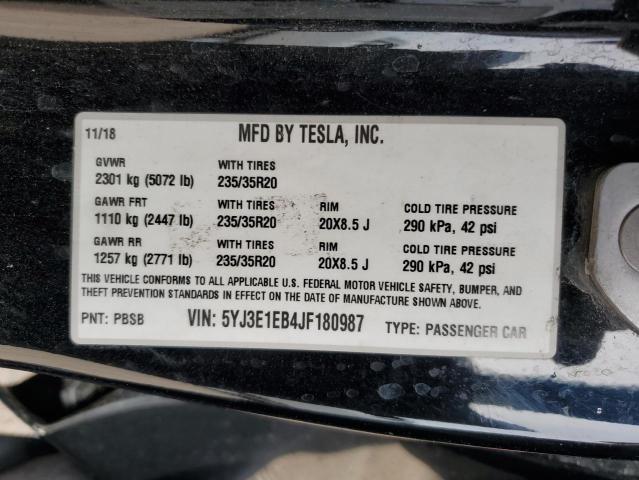 11/18 MFD BY TESLA, INC.
GVWR WITH TIRES
2301 kg (5072 lb) 235/35R20
GAWR FRT WITH TIRES RIM COLD TIRE PRESSURE
1110 kg (2447 lb) 235/35R20 20X8.5 J 290 kPa, 42 psi
GAWR RR WITH TIRES RIM COLD TIRE PRESSURE
1257 kg (2771 lb) 235/35R20 20X8.5 J 290 kPa, 42 psi
THIS VEHICLE CONFORMS TO ALL APPLICABLE U.S. FEDERAL MOTOR VEHICLE SAFETY, BUMPER, AND
THEFT PREVENTION STANDARDS IN EFFECT ON THE DATE OF MANUFACTURE SHOWN ABOVE.
PNT: PBSB VIN: 5YJ3E1EB4JF180987 TYPE: PASSENGER CAR